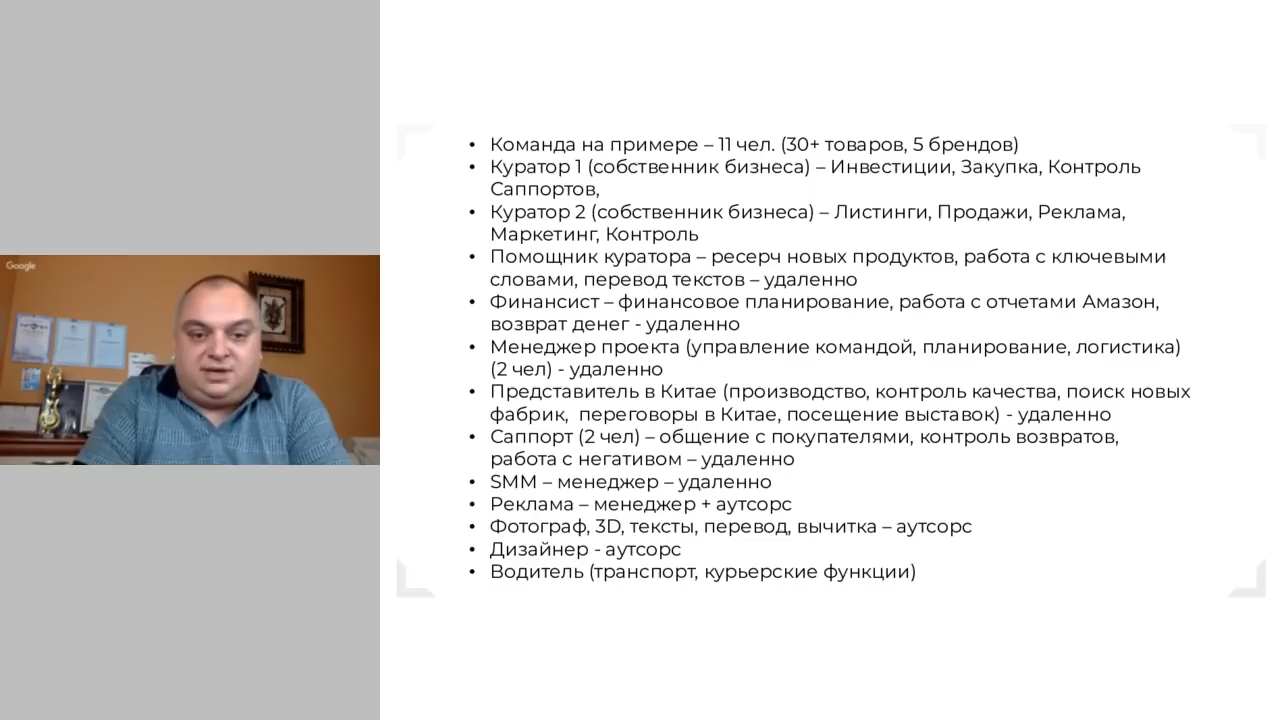 Google
• Команда на примере – 11 чел. (30+ товаров, 5 брендов)
• Куратор 1 (собственник бизнеса) – Инвестиции, Закупка, Контроль
Саппортов,
• Куратор 2 (собственник бизнеса) – Листинги, Продажи, Реклама,
Маркетинг, Контроль
• Помощник куратора – ресерч новых продуктов, работа с ключевыми
словами, перевод текстов – удаленно
• Финансист – финансовое планирование, работа с отчетами Амазон,
возврат денег - удаленно
• Менеджер проекта (управление командой, планирование, логистика)
(2 чел) - удаленно
• Представитель в Китае (производство, контроль качества, поиск новых
фабрик, переговоры в Китае, посещение выставок) - удаленно
• Саппорт (2 чел) – общение с покупателями, контроль возвратов,
работа с негативом – удаленно
• SMM – менеджер – удаленно
• Реклама – менеджер + аутсорс
• Фотограф, 3D, тексты, перевод, вычитка – аутсорс
• Дизайнер - аутсорс
• Водитель (транспорт, курьерские функции)